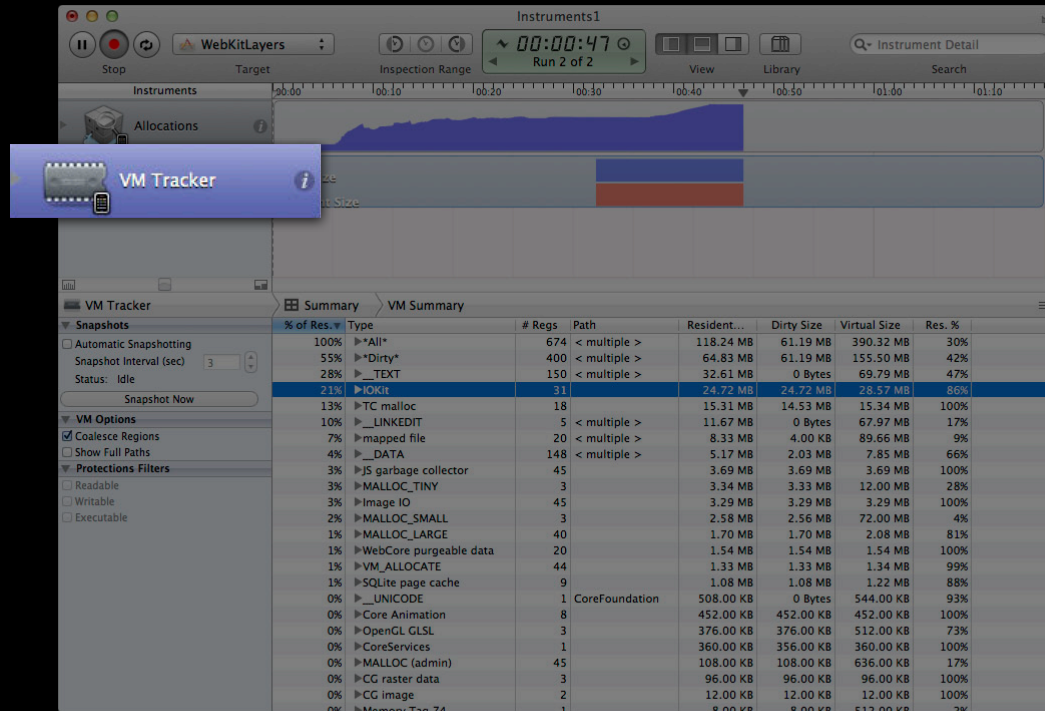 Instruments1
WebKitLayers
00:00:47
Run 2 of 2
Instrument Detail
Stop
Target
Inspection Range
View
Library
Search
Instruments
00:00
00:10
00:20
00:30
00:40
00:50
01:00
01:10
Allocations
VM Tracker
Size
VM Tracker
Summary
VM Summary
Snapshots
Automatic Snapshotting
Snapshot Interval (sec) 3
Status: Idle
Snapshot Now
VM Options
Coalesce Regions
Show Full Paths
Protections Filters
Readable
Writable
Executable
% of Res. Type # Regs Path Resident... Dirty Size Virtual Size Res. %
100% *All* 674 < multiple > 118.24 MB 61.19 MB 390.32 MB 30%
55% *Dirty* 400 < multiple > 64.83 MB 61.19 MB 155.50 MB 42%
28% __TEXT 150 < multiple > 32.61 MB 0 Bytes 69.79 MB 47%
21% IOKit 31 24.72 MB 24.72 MB 28.57 MB 86%
13% TC malloc 18 15.31 MB 14.53 MB 15.34 MB 100%
10% __LINKEDIT 5 < multiple > 11.67 MB 0 Bytes 67.97 MB 17%
7% mapped file 20 < multiple > 8.33 MB 4.00 KB 89.66 MB 9%
4% __DATA 148 < multiple > 5.17 MB 2.03 MB 7.85 MB 66%
3% JS garbage collector 45 3.69 MB 3.69 MB 3.69 MB 100%
3% MALLOC_TINY 3 3.34 MB 3.33 MB 12.00 MB 28%
3% Image IO 45 3.29 MB 3.29 MB 3.29 MB 100%
2% MALLOC_SMALL 3 2.58 MB 2.56 MB 72.00 MB 4%
1% MALLOC_LARGE 40 1.70 MB 1.70 MB 2.08 MB 81%
1% WebCore purgeable data 20 1.54 MB 1.54 MB 1.54 MB 100%
1% VM_ALLOCATE 44 1.33 MB 1.33 MB 1.34 MB 99%
1% SQLite page cache 9 1.08 MB 1.08 MB 1.22 MB 88%
0% __UNICODE 1 CoreFoundation 508.00 KB 0 Bytes 544.00 KB 93%
0% Core Animation 8 452.00 KB 452.00 KB 452.00 KB 100%
0% OpenGL GLSL 3 376.00 KB 376.00 KB 512.00 KB 73%
0% CoreServices 1 360.00 KB 356.00 KB 360.00 KB 100%
0% MALLOC (admin) 45 108.00 KB 108.00 KB 636.00 KB 17%
0% CG raster data 3 96.00 KB 96.00 KB 96.00 KB 100%
0% CG image 2 12.00 KB 12.00 KB 12.00 KB 100%
0% Memory Tag 74 1 8.00 KB 8.00 KB 512.00 KB 2%